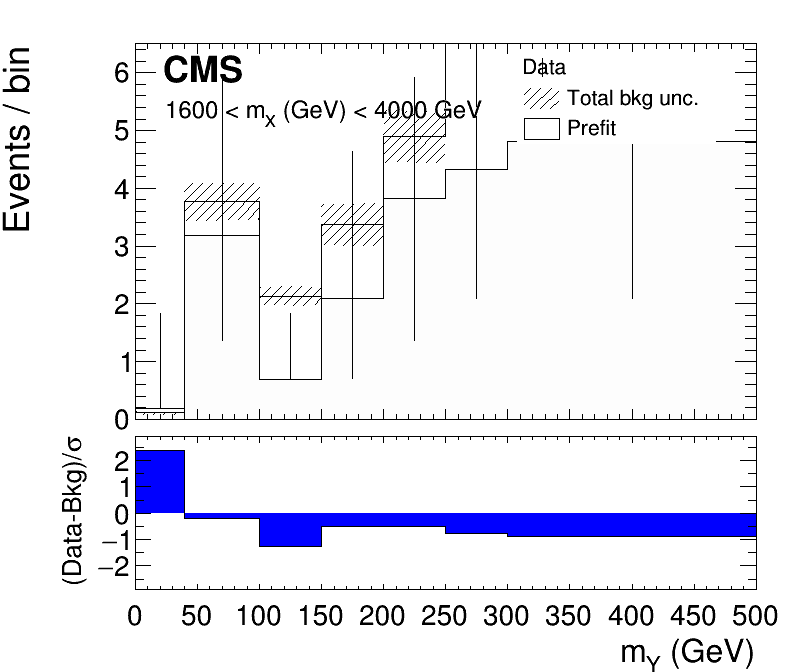 Events / bin
CMS
1600 < mX (GeV) < 4000 GeV
Data
Total bkg unc.
Prefit
6
5
4
3
2
1
0
(Data-Bkg)/σ
2
1
0
−1
−2
0 50 100 150 200 250 300 350 400 450 500
mY (GeV)